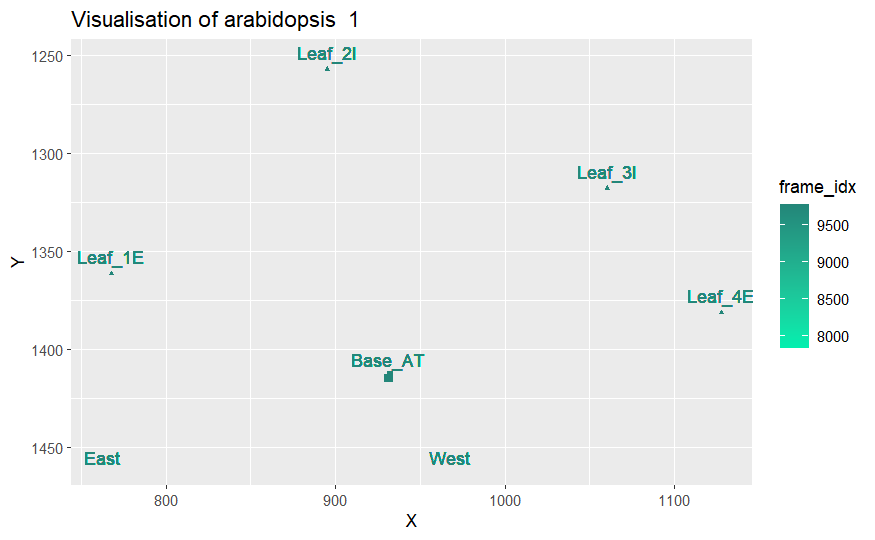 Visualisation of arabidopsis  1
1250
1300
1350
1400
1450
Y
Leaf_2I
Leaf_3I
Leaf_1E
Leaf_4E
Base_AT
East
West
800
900
1000
1100
X
frame_idx
9500
9000
8500
8000